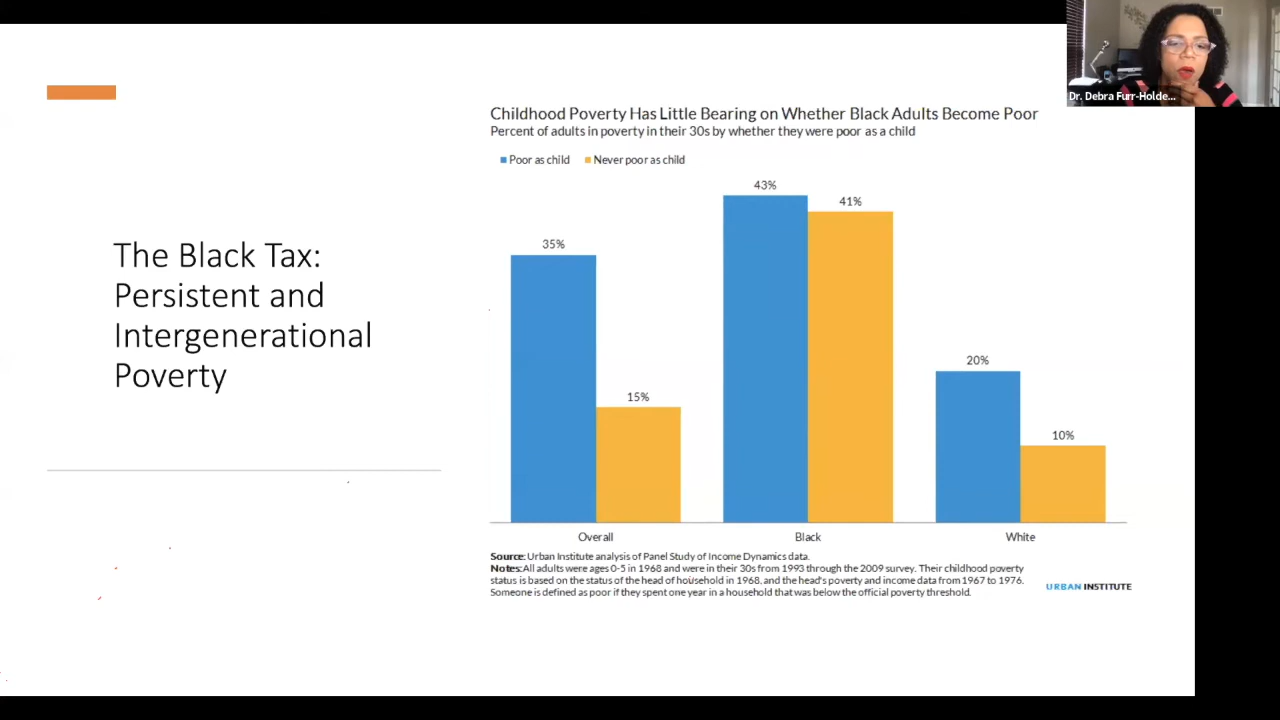 Dr. Debra Furr-Holde...
The Black Tax:
Persistent and
Intergenerational
Poverty
Childhood Poverty Has Little Bearing on Whether Black Adults Become Poor
Percent of adults in poverty in their 30s by whether they were poor as a child
Poor as child Never poor as child
35%
15%
43%
41%
20%
10%
Overall
Black
White
Source: Urban Institute analysis of Panel Study of Income Dynamics data.
Notes: All adults were ages 0-5 in 1968 and were in their 30s from 1993 through the 2009 survey. Their childhood poverty
status is based on the status of the head of household in 1968, and the head's poverty and income data from 1967 to 1976.
Someone is defined as poor if they spent one year in a household that was below the official poverty threshold.
URBAN INSTITUTE